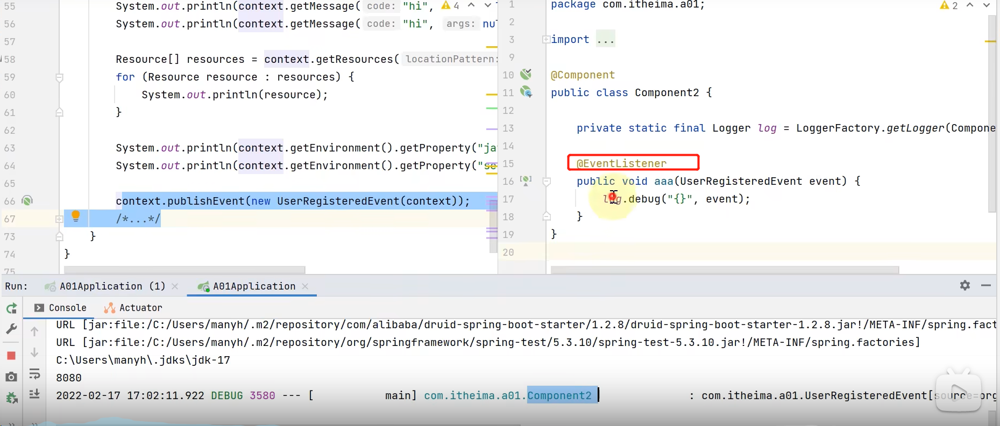 55 System.out.println(context.getMessage( code: "hi", 4
56 System.out.println(context.getMessage( code: "hi", args: nul
57
58 Resource[] resources = context.getResources( locationPattern:
59 for (Resource resource : resources) {
60 System.out.println(resource);
61 }
62
63 System.out.println(context.getEnvironment().getProperty("ja
64 System.out.println(context.getEnvironment().getProperty("se
65
66 context.publishEvent(new UserRegisteredEvent(context));
67 /*...*/
73 }
74 }
75
1 package com.itheima.a01; 2
2
3 import ...
9
10 @Component
11 public class Component2 {
12
13 private static final Logger log = LoggerFactory.getLogger(Compone
14
15 @EventListener
16 public void aaa(UserRegisteredEvent event) {
17 log.debug("{}", event);
18 }
19 }
20
Run: A01Application (1) A01Application
Console Actuator
URL [jar:file:/C:/Users/manyh/.m2/repository/com/alibaba/druid-spring-boot-starter/1.2.8/druid-spring-boot-starter-1.2.8.jar!/META-INF/spring.fact
URL [jar:file:/C:/Users/manyh/.m2/repository/org/springframework/spring-test/5.3.10/spring-test-5.3.10.jar!/META-INF/spring.factories]
C:\Users\manyh\.jdks\jdk-17
8080
2022-02-17 17:02:11.922 DEBUG 3580 --- [ main] com.itheima.a01.Component2 : com.itheima.a01.UserRegisteredEvent[source=org